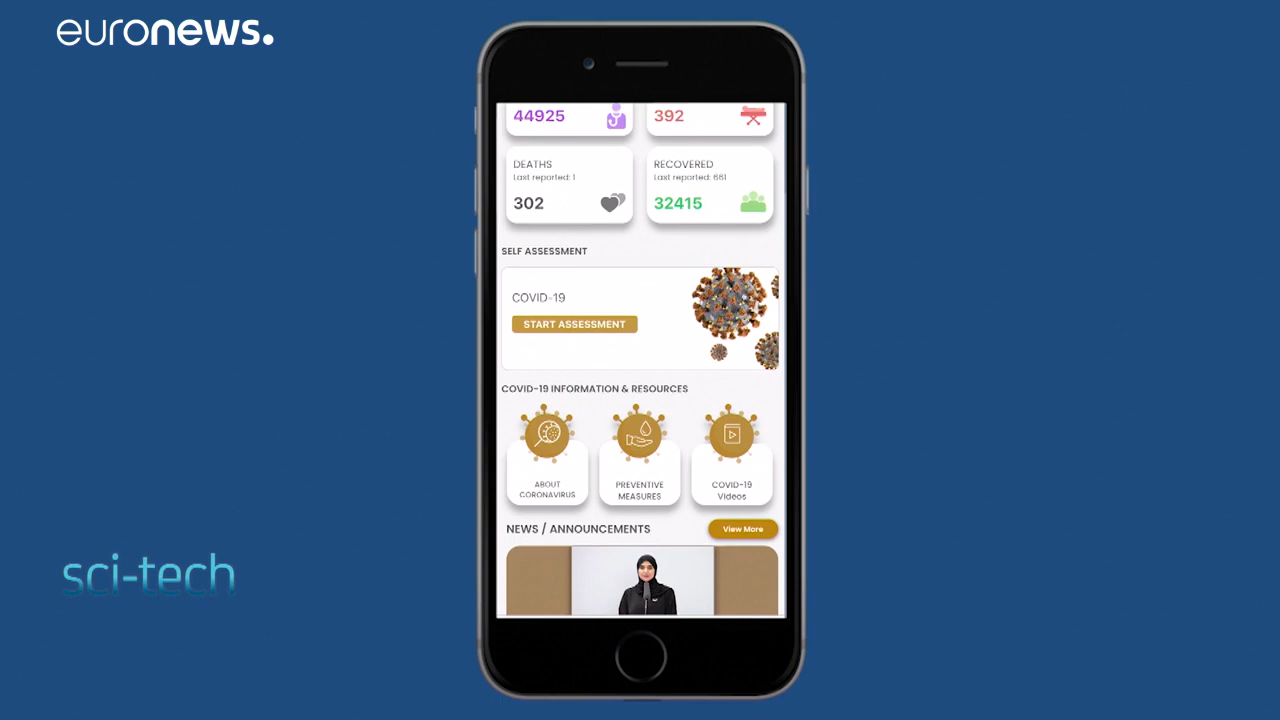 euronews.
44925
392
DEATHS
Last reported: 1
302
RECOVERED
Last reported: 661
32415
SELF ASSESSMENT
COVID-19
START ASSESSMENT
COVID-19 INFORMATION & RESOURCES
ABOUT
CORONAVIRUS
PREVENTIVE
MEASURES
COVID-19
Videos
NEWS / ANNOUNCEMENTS
View More
sci-tech